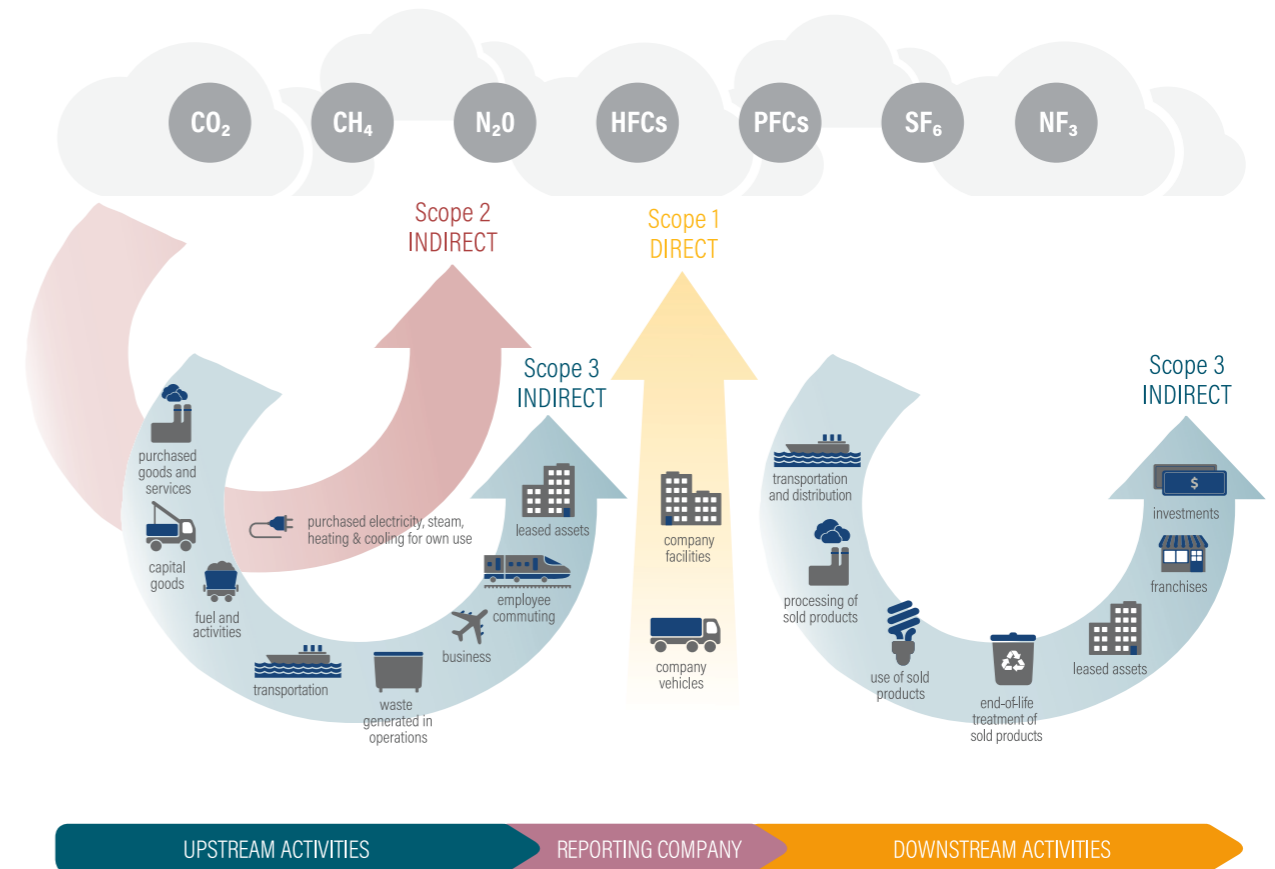 CO₂
CH₄
N₂0
HFCs
PFCs
SF₆
NF₃
Scope 2
INDIRECT
Scope 1
DIRECT
Scope 3
INDIRECT
Scope 3
INDIRECT
purchased
goods and
services
capital
goods
fuel and
activities
purchased electricity, steam,
heating & cooling for own use
transportation
waste
generated in
operations
business
employee
commuting
leased assets
company
facilities
company
vehicles
transportation
and distribution
processing of
sold products
use of sold
products
end-of-life
treatment of
sold products
leased assets
franchises
$
investments
UPSTREAM ACTIVITIES
REPORTING COMPANY
DOWNSTREAM ACTIVITIES